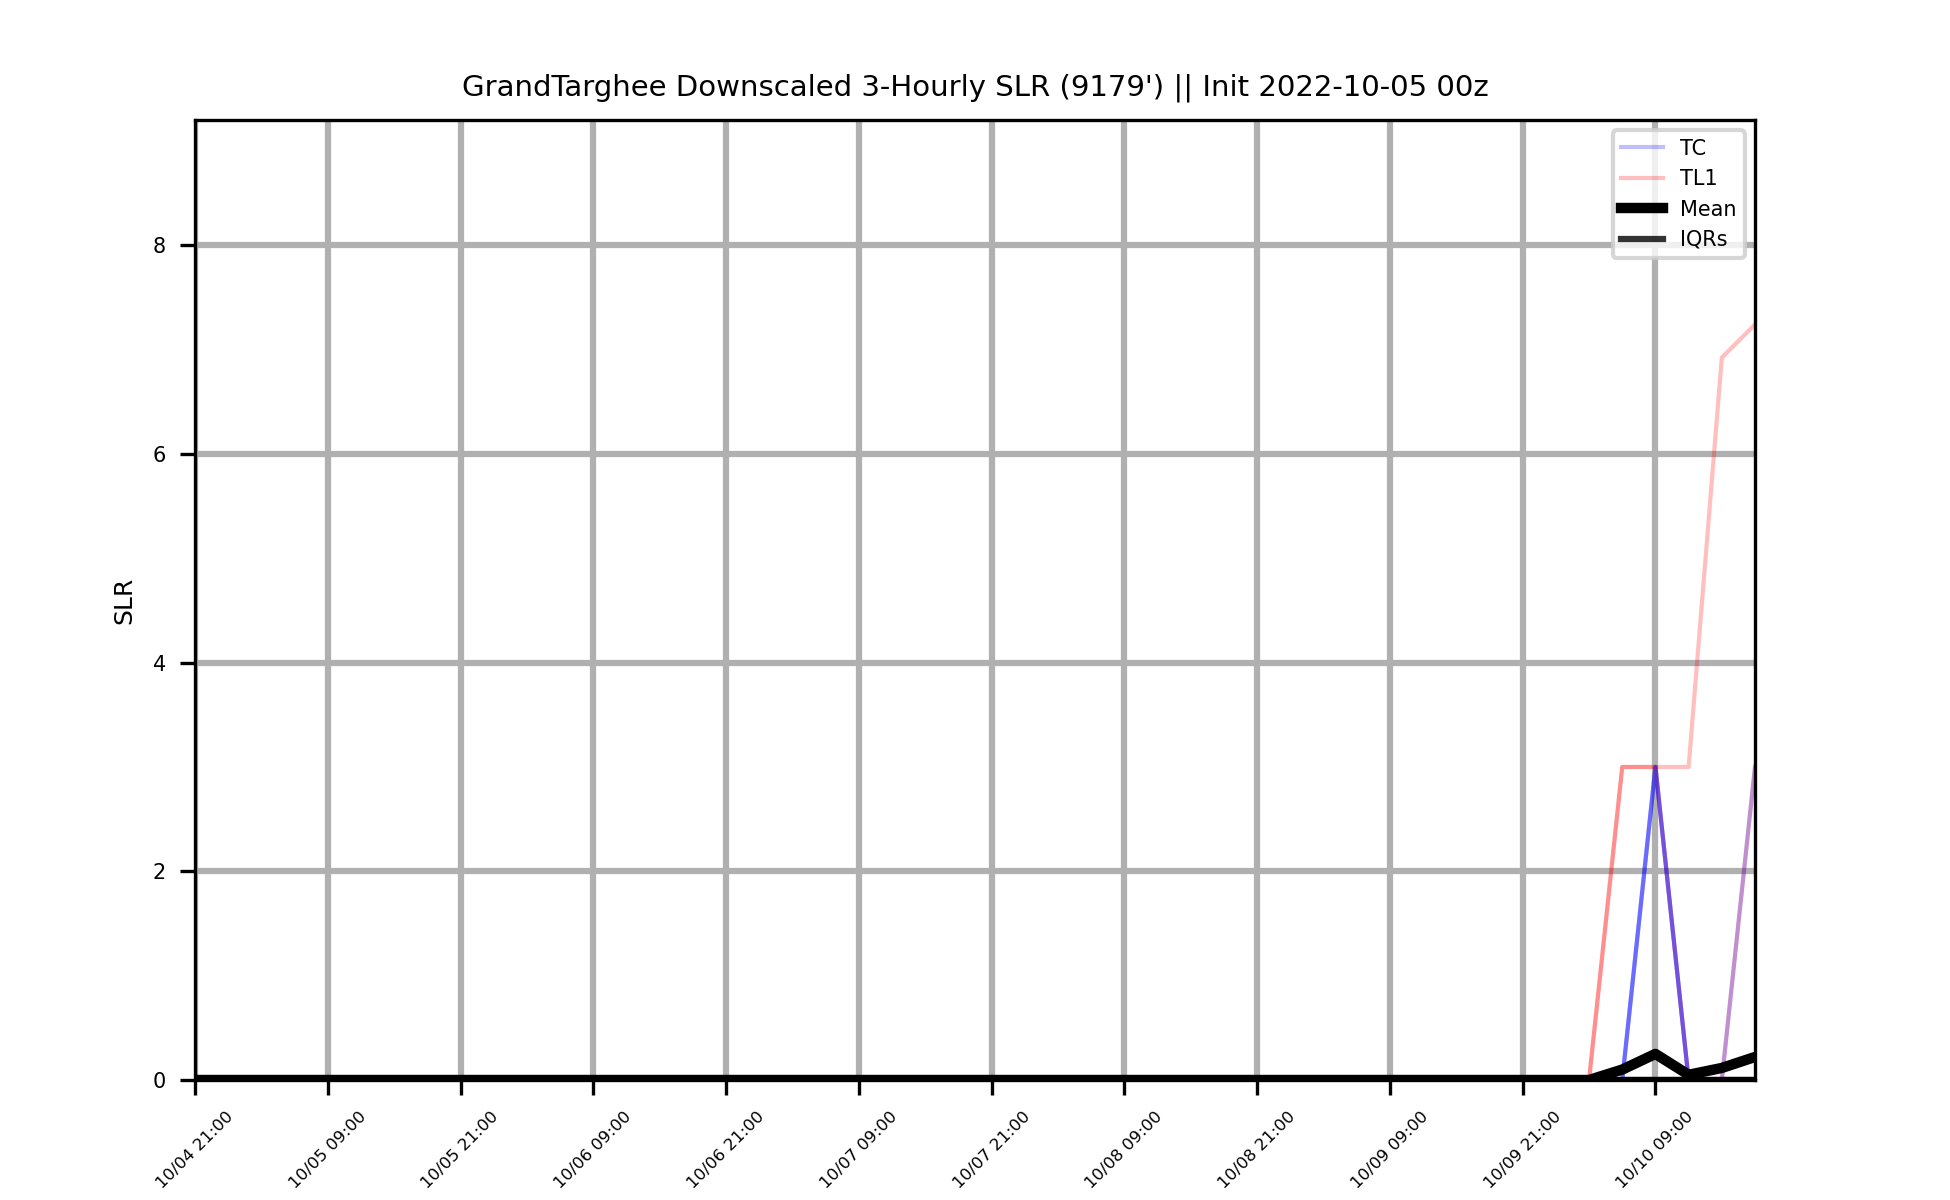 GrandTarghee Downscaled 3-Hourly SLR (9179') || Init 2022-10-05 00z
TC
TL1
Mean
IQRs
8
6
4
2
0
SLR
10/04 21:00
10/05 09:00
10/05 21:00
10/06 09:00
10/06 21:00
10/07 09:00
10/07 21:00
10/08 09:00
10/08 21:00
10/09 09:00
10/09 21:00
10/10 09:00